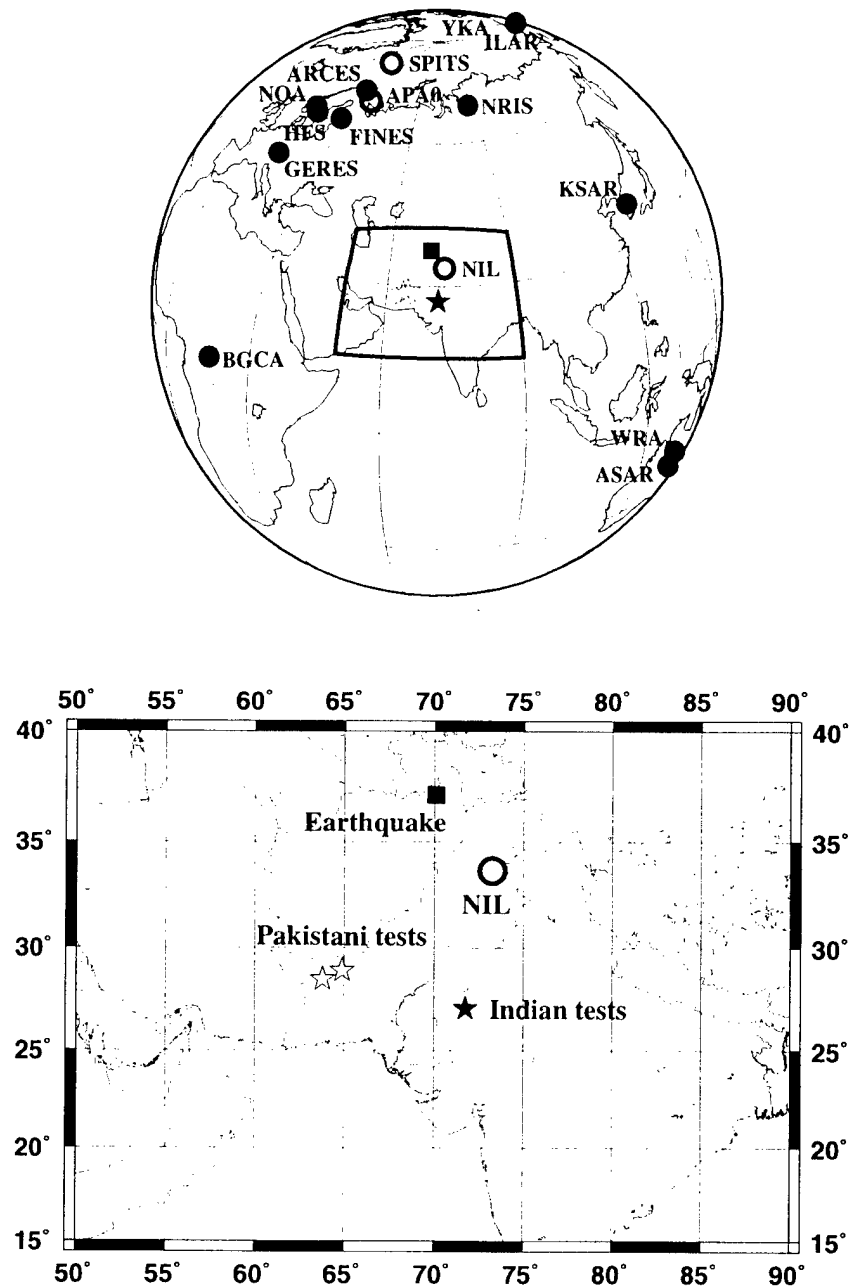 YKA
ILAR
SPITS
ARCES
NOA
APA0
NRIS
HFS
FINES
GERES
KSAR
NIL
BGCA
WRA
ASAR
50° 55° 60° 65° 70° 75° 80° 85° 90°
40° 40°
Earthquake
35° 35°
NIL
Pakistani tests
30° 30°
Indian tests
25° 25°
20° 20°
15° 15°
50° 55° 60° 65° 70° 75° 80° 85° 90°